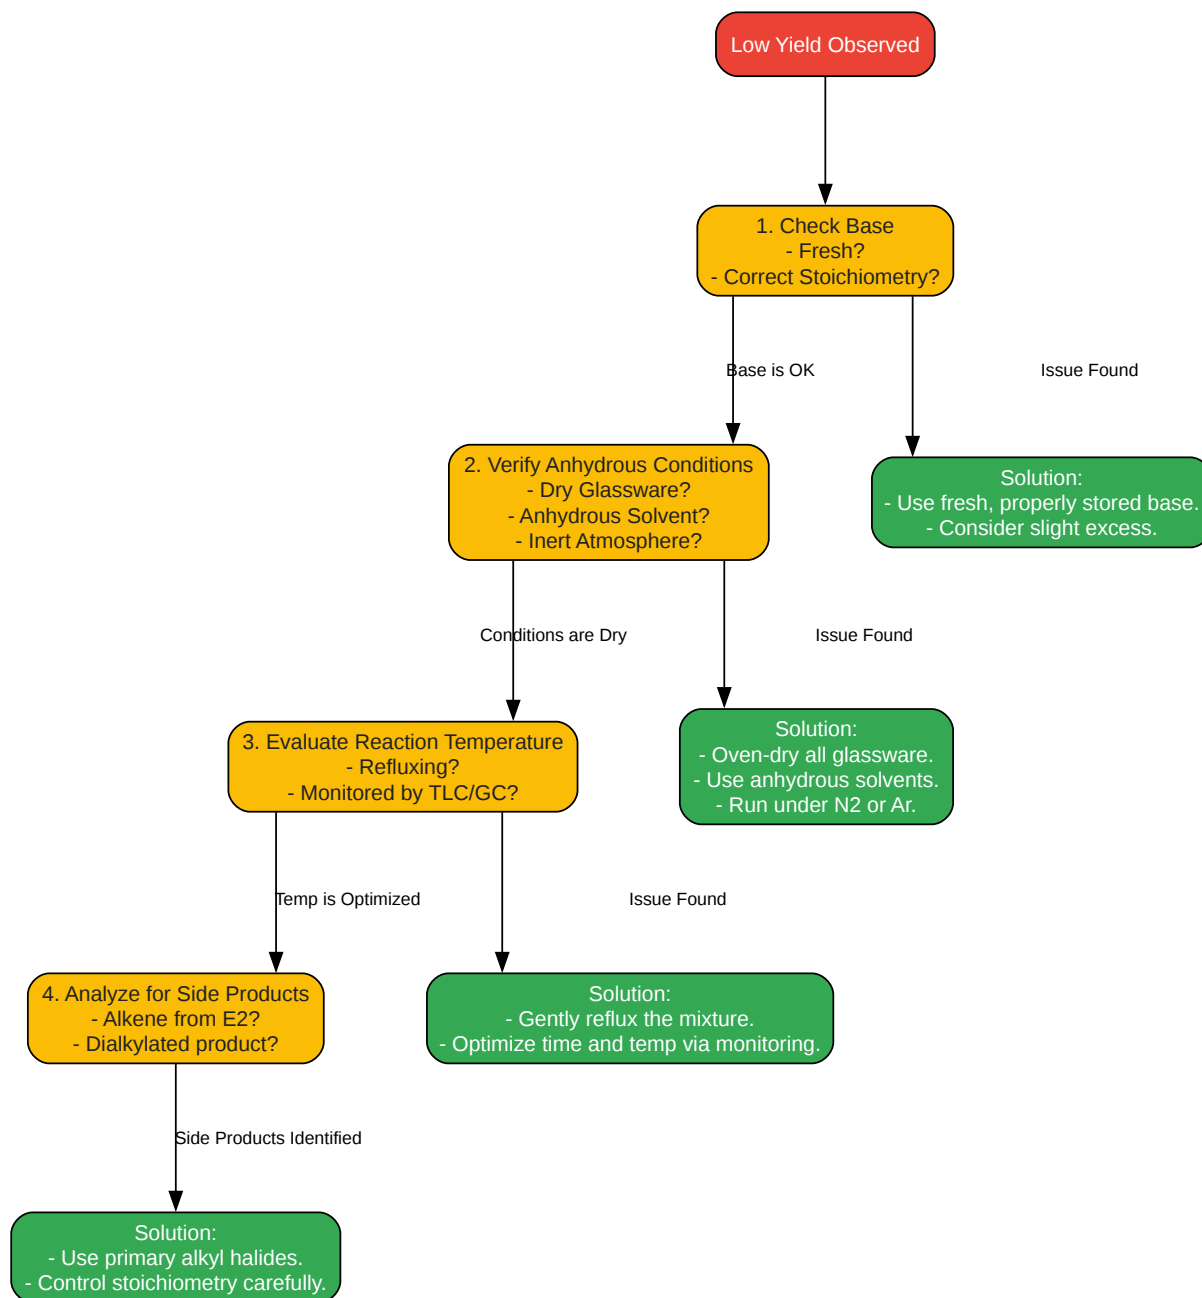 Low Yield Observed
1. Check Base
- Fresh?
- Correct Stoichiometry?
Base is OK
Issue Found
2. Verify Anhydrous Conditions
- Dry Glassware?
- Anhydrous Solvent?
- Inert Atmosphere?
Solution:
- Use fresh, properly stored base.
- Consider slight excess.
Conditions are Dry
Issue Found
3. Evaluate Reaction Temperature
- Refluxing?
- Monitored by TLC/GC?
Solution:
- Oven-dry all glassware.
- Use anhydrous solvents.
- Run under N2 or Ar.
Temp is Optimized
Issue Found
4. Analyze for Side Products
- Alkene from E2?
- Dialkylated product?
Solution:
- Gently reflux the mixture.
- Optimize time and temp via monitoring.
Side Products Identified
Solution:
- Use primary alkyl halides.
- Control stoichiometry carefully.